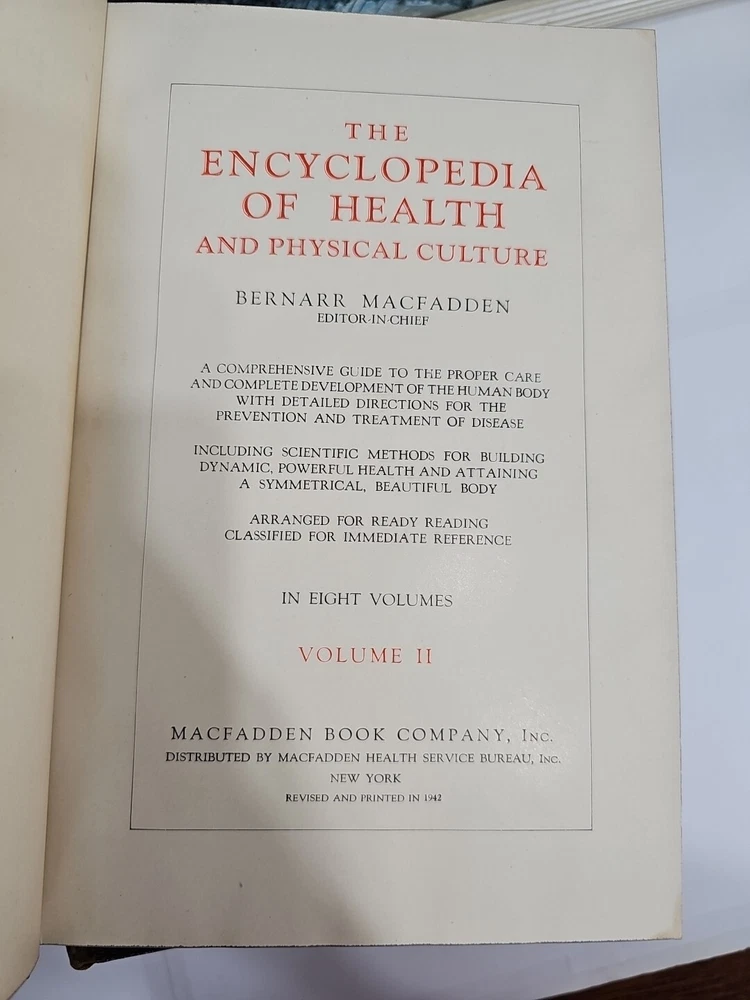 THE
ENCYCLOPEDIA
OF HEALTH
AND PHYSICAL CULTURE
BERNARR MACFADDEN
EDITOR-IN-CHIEF
A COMPREHENSIVE GUIDE TO THE PROPER CARE
AND COMPLETE DEVELOPMENT OF THE HUMAN BODY
WITH DETAILED DIRECTIONS FOR THE
PREVENTION AND TREATMENT OF DISEASE
INCLUDING SCIENTIFIC METHODS FOR BUILDING
DYNAMIC, POWERFUL HEALTH AND ATTAINING
A SYMMETRICAL, BEAUTIFUL BODY
ARRANGED FOR READY READING
CLASSIFIED FOR IMMEDIATE REFERENCE
IN EIGHT VOLUMES
VOLUME II
MACFADDEN BOOK COMPANY, INC.
DISTRIBUTED BY MACFADDEN HEALTH SERVICE BUREAU, INC.
NEW YORK
REVISED AND PRINTED IN 1942